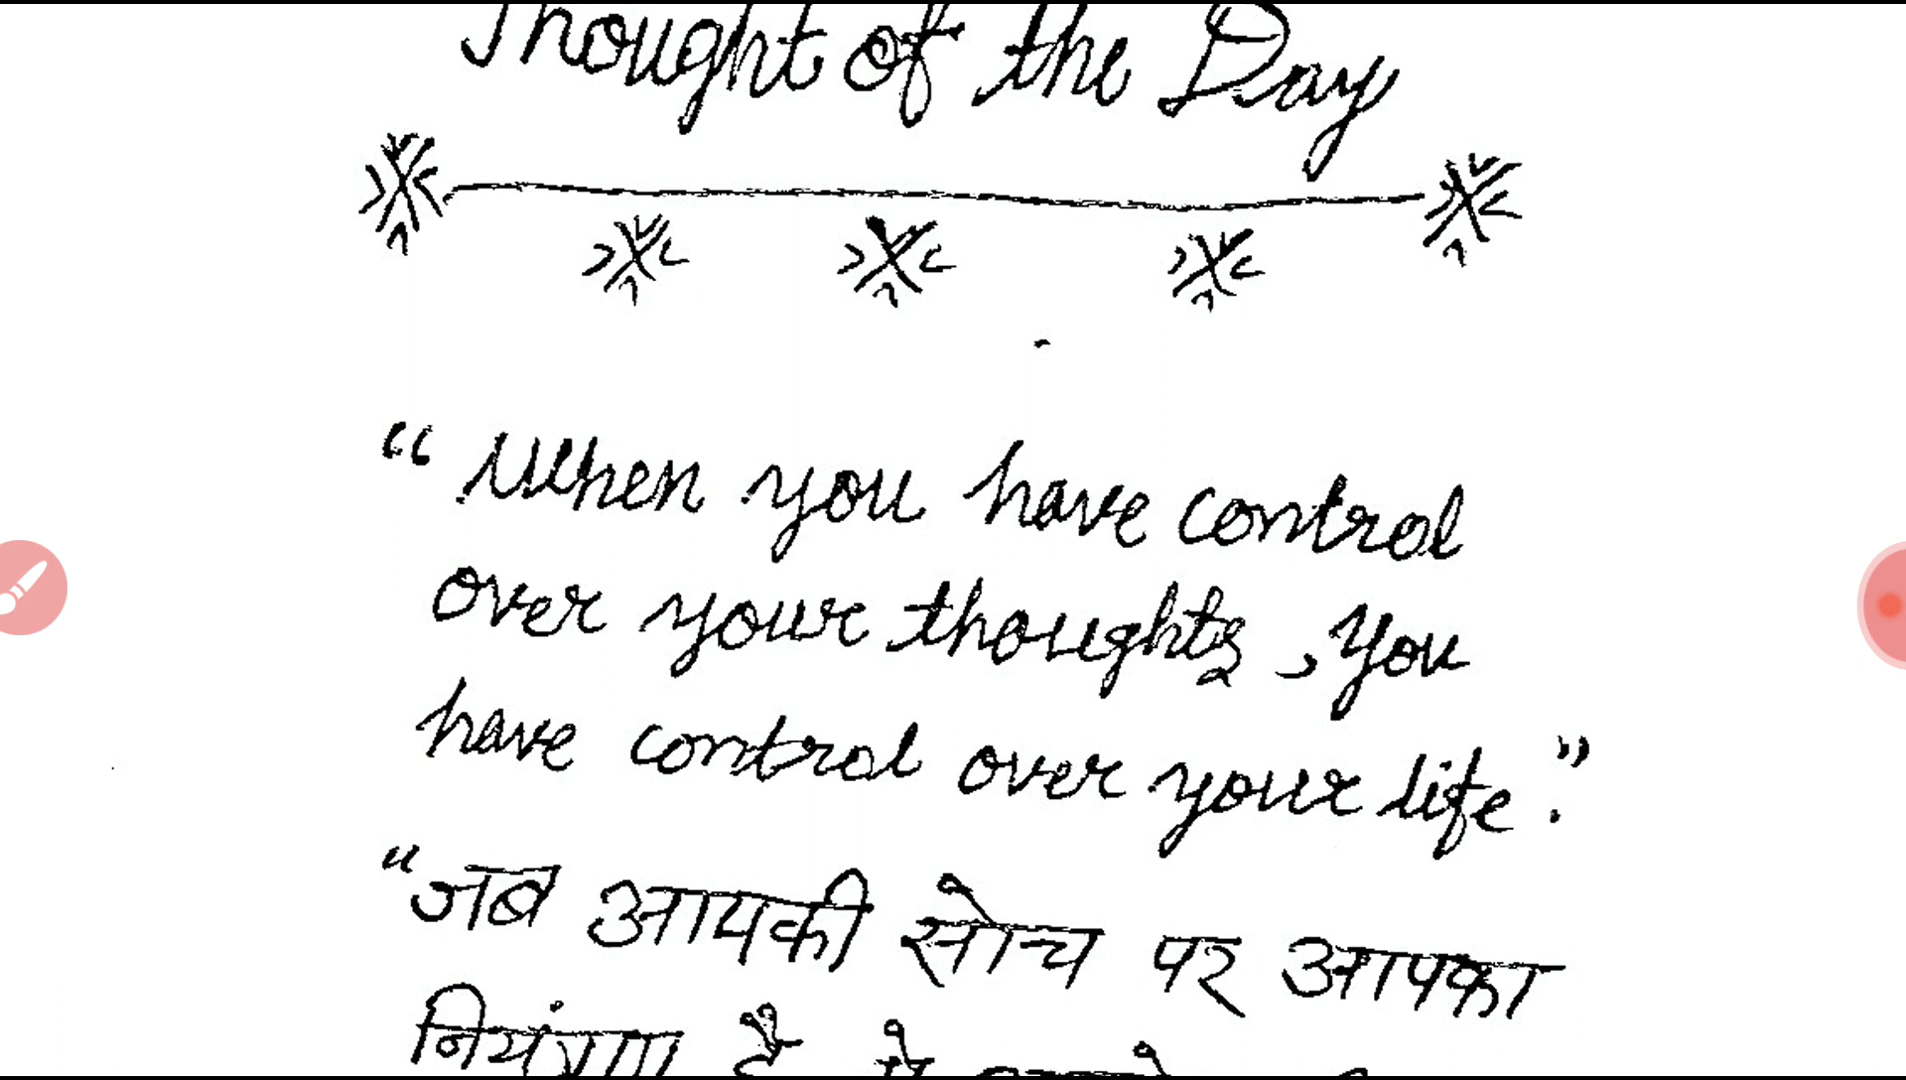 Thought of the Day
“When you have control
over your thoughts, you
have control over your life.”
“जब आपकी सोच पर आपका
नियंत्रण है